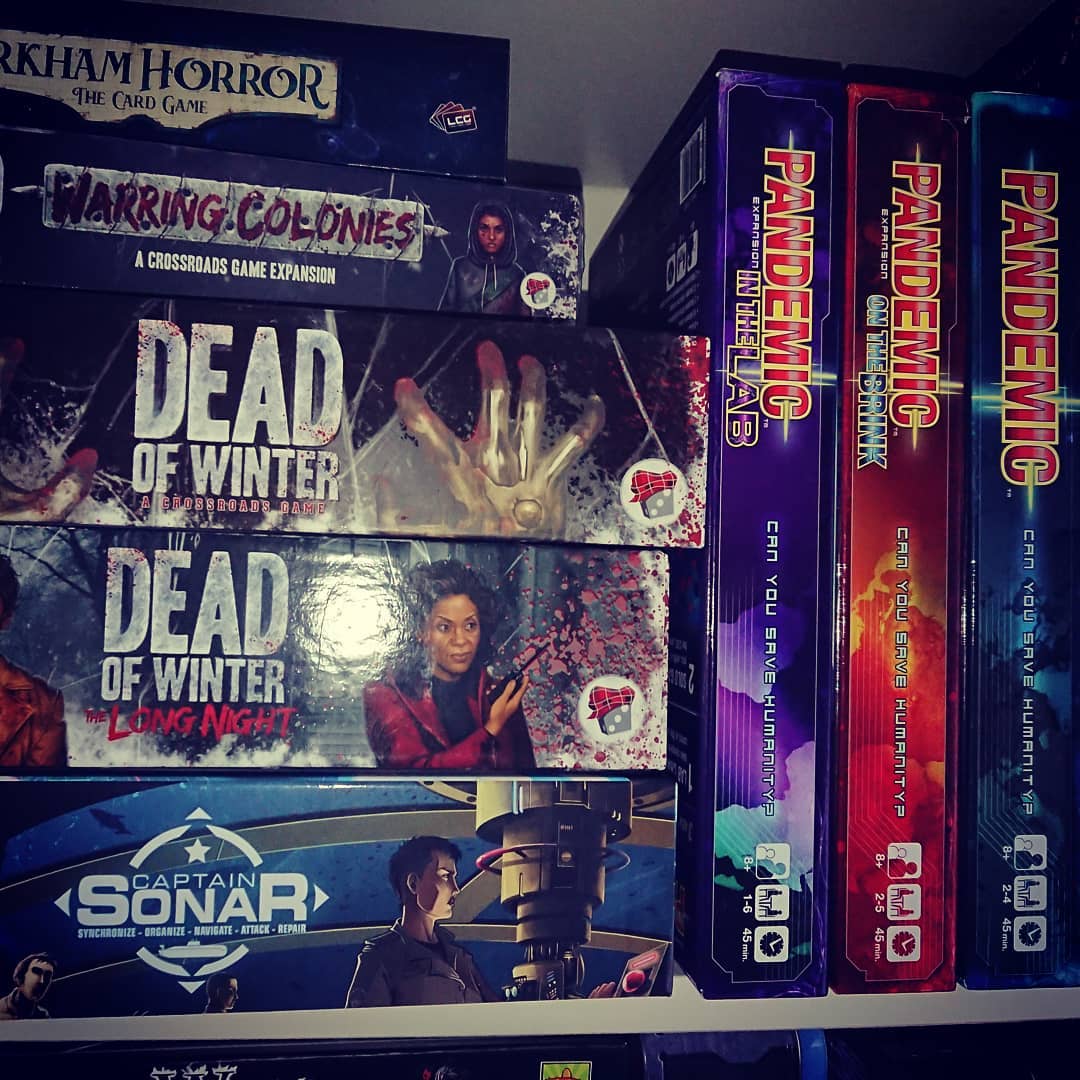 RKHAM HORROR
THE CARD GAME
LCG
WARRING COLONIES
A CROSSROADS GAME EXPANSION
DEAD
OF WINTER
A CROSSROADS GAME
DEAD
OF WINTER
THE LONG NIGHT
CAPTAIN
SONAR
SYNCHRONIZE - ORGANIZE - NAVIGATE - ATTACK - REPAIR
PANDEMIC™
EXPANSION IN THE LAB
CAN YOU SAVE HUMANITY?
8+
1-6
45 min.
PANDEMIC™
EXPANSION ON THE BRINK
CAN YOU SAVE HUMANITY?
8+
2-5
45 min.
PANDEMIC™
CAN YOU SAVE HUMANITY?
8+
2-4
45 min.